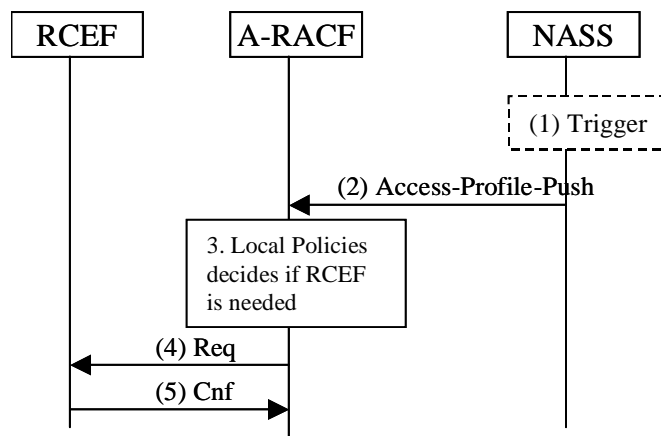 RCEF
A-RACF
NASS
(1) Trigger
(2) Access-Profile-Push
3. Local Policies
decides if RCEF
is needed
(4) Req
(5) Cnf